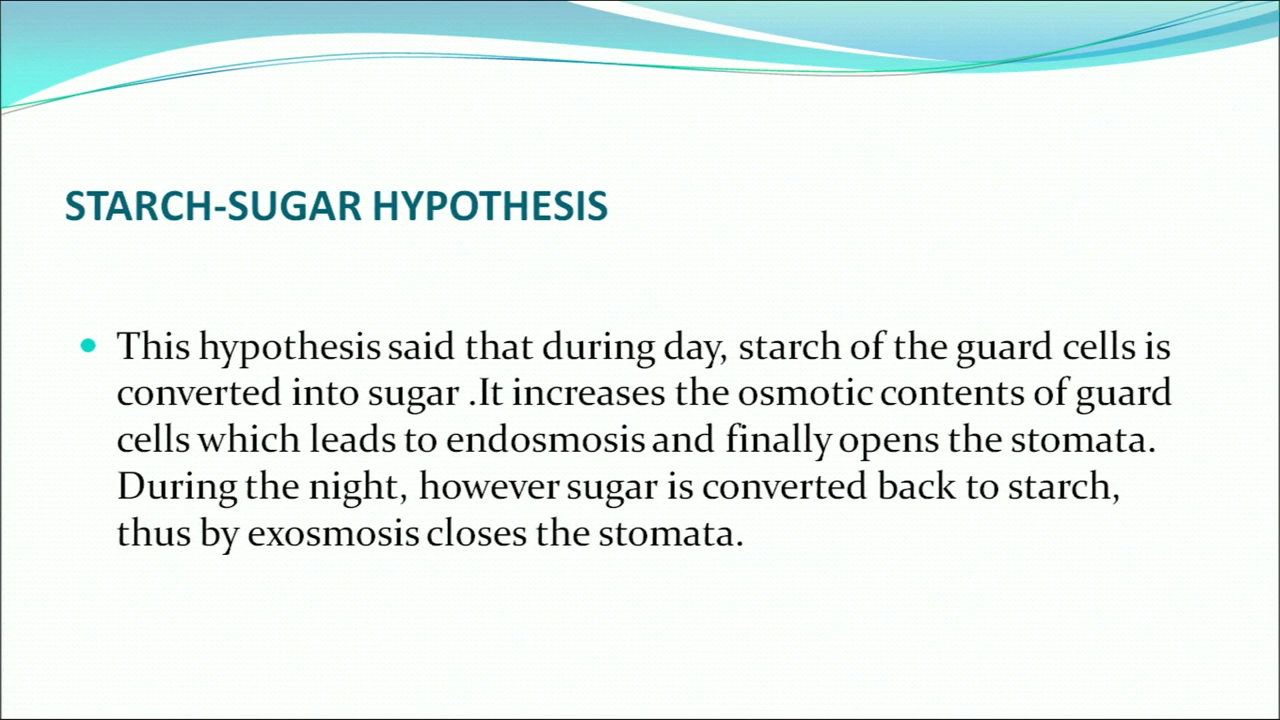 STARCH-SUGAR HYPOTHESIS
This hypothesis said that during day, starch of the guard cells is
converted into sugar .It increases the osmotic contents of guard
cells which leads to endosmosis and finally opens the stomata.
During the night, however sugar is converted back to starch,
thus by exosmosis closes the stomata.